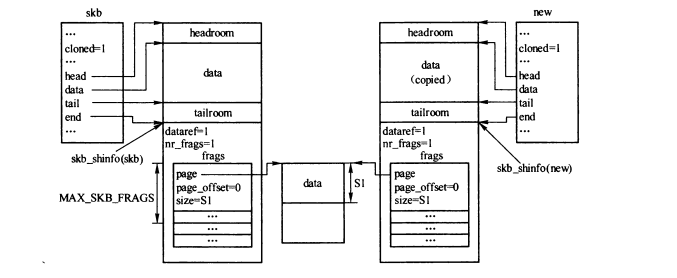 skb
...
cloned=1
...
head
data
tail
end
...
headroom
data
tailroom
dataref=1
nr_frags=1
frags
page
page_offset=0
size=S1
...
...
...
skb_shinfo(skb)
MAX_SKB_FRAGS
data
S1
headroom
data
(copied)
tailroom
dataref=1
nr_frags=1
frags
page
page_offset=0
size=S1
...
...
...
new
...
cloned=1
...
head
data
tail
end
...
skb_shinfo(new)